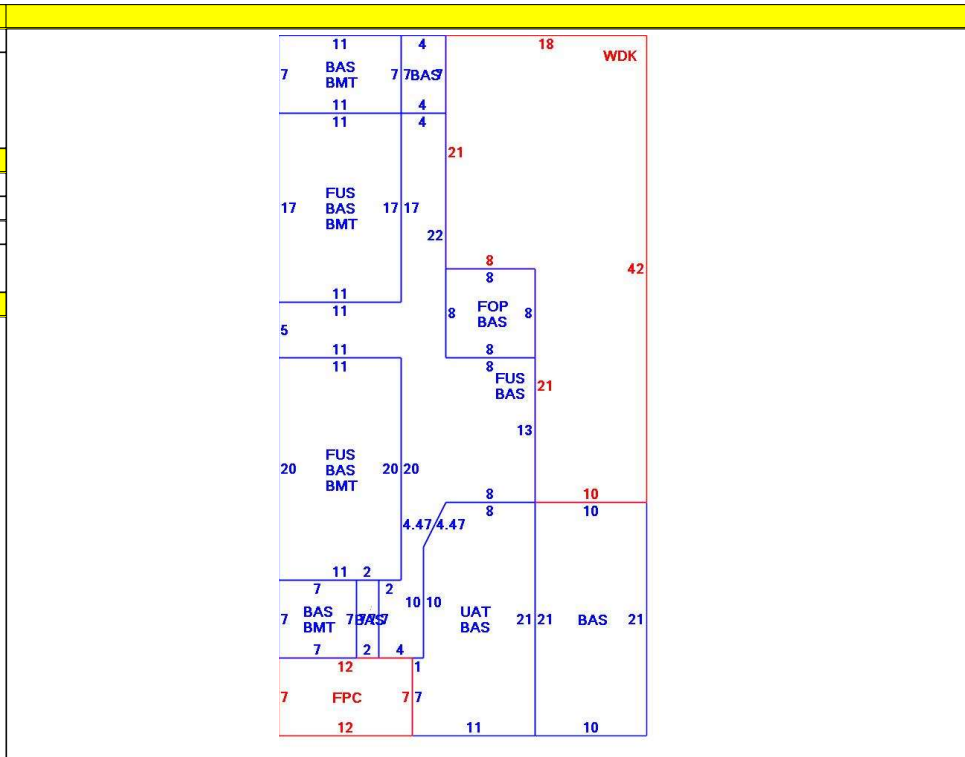 11 4 18
WDK
7 BAS 7 7 BAS 7
BMT
11 4
11 4
21
17 FUS 17 17
BAS
BMT
22
8
8
42
11
11
8 FOP 8
BAS
5
11 8
11 8
FUS 21
BAS
13
20 FUS 20 20
BAS
BMT
8 10
8 10
4.47 4.47
11 2
7 2
10 10
7 BAS 7 BAS 7
BMT
UAT 21 21 BAS 21
BAS
7 2 4
12 1
7 FPC 7 7
12 11 10